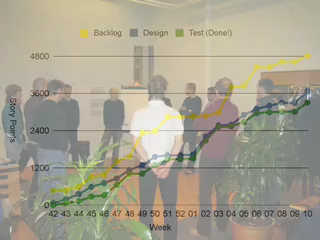 Backlog Design Test (Done!)
4800
3600
2400
1200
0
Story Points
42 43 44 45 46 47 48 49 50 51 52 01 02 03 04 05 06 07 08 09 10
Week